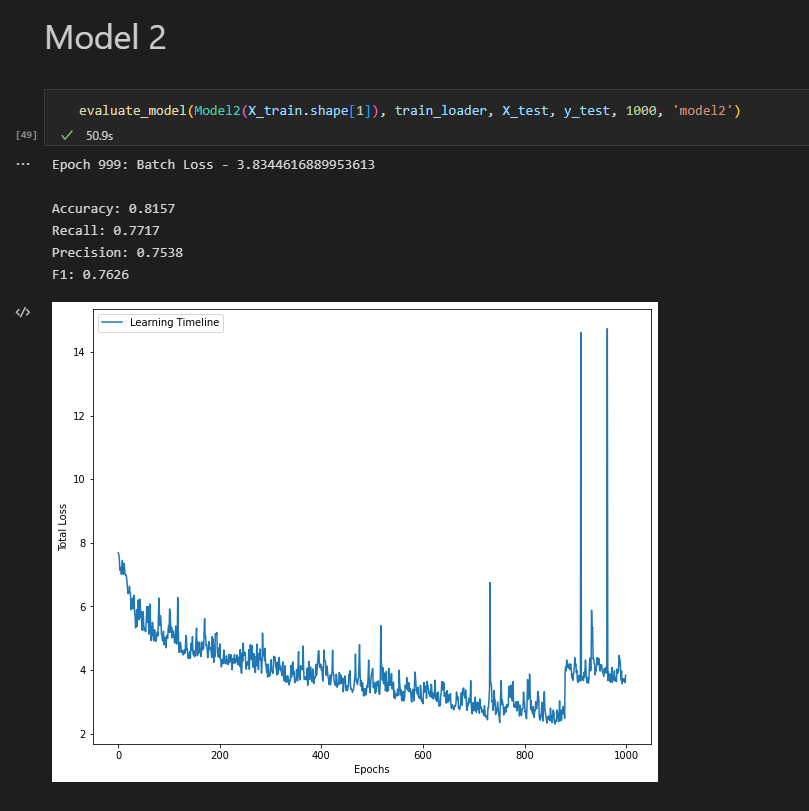 Model 2
evaluate_model(Model2(X_train.shape[1]), train_loader, X_test, y_test, 1000, 'model2')
[49]
50.9s
Epoch 999: Batch Loss - 3.8344616889953613
Accuracy: 0.8157
Recall: 0.7717
Precision: 0.7538
F1: 0.7626
Learning Timeline
14
12
10
8
6
4
2
Total Loss
0
200
400
600
800
1000
Epochs